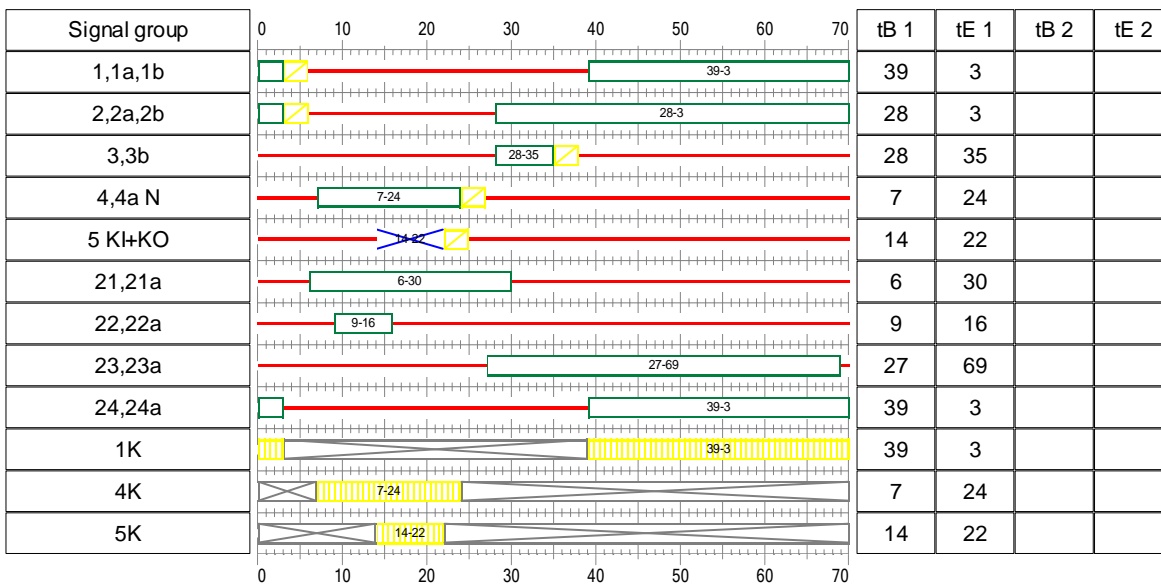 Signal group 0 10 20 30 40 50 60 70 tB 1 tE 1 tB 2 tE 2
1,1a,1b 39-3 39 3
2,2a,2b 28-3 28 3
3,3b 28-35 28 35
4,4a N 7-24 7 24
5 KI+KO 14-22 14 22
21,21a 6-30 6 30
22,22a 9-16 9 16
23,23a 27-69 27 69
24,24a 39-3 39 3
1K 39-3 39 3
4K 7-24 7 24
5K 14-22 14 22
0 10 20 30 40 50 60 70